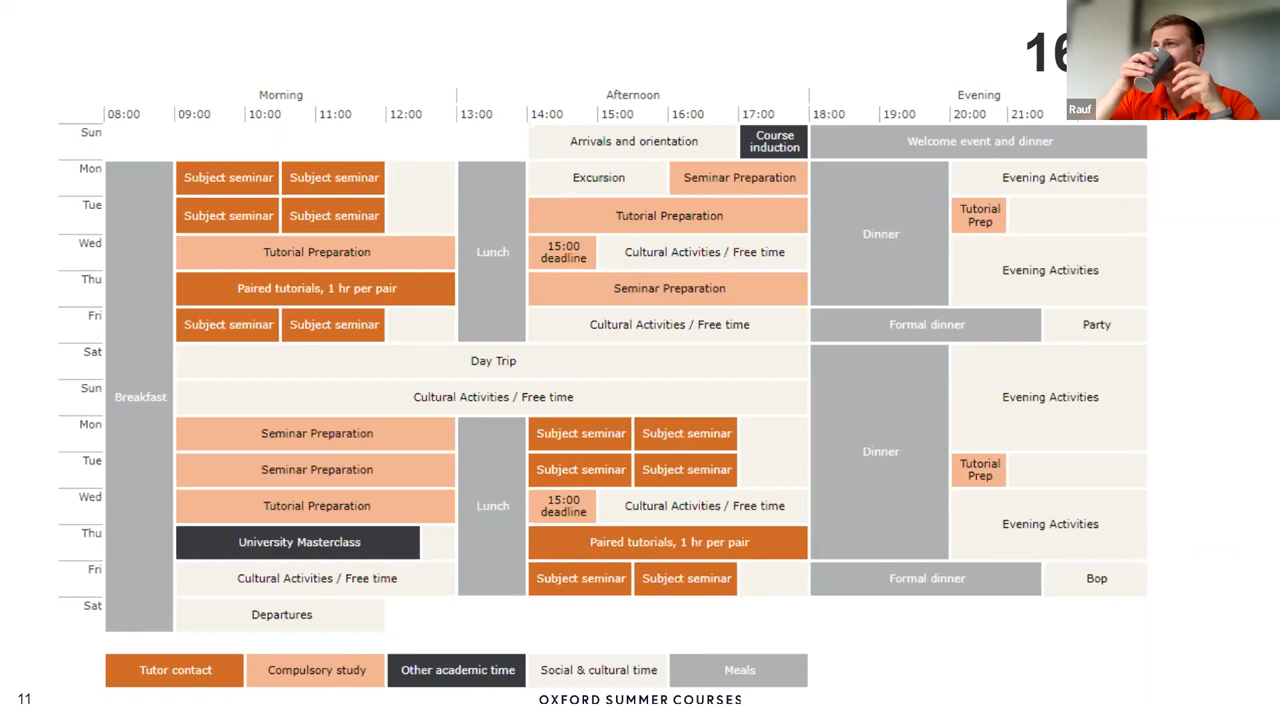 16
Rauf
Morning
Afternoon
Evening
08:00 09:00 10:00 11:00 12:00 13:00 14:00 15:00 16:00 17:00 18:00 19:00 20:00 21:00
Sun
Arrivals and orientation
Course
induction
Welcome event and dinner
Mon
Subject seminar
Subject seminar
Excursion
Seminar Preparation
Evening Activities
Tue
Subject seminar
Subject seminar
Tutorial Preparation
Tutorial
Prep
Dinner
Wed
Tutorial Preparation
Lunch
15:00
deadline
Cultural Activities / Free time
Evening Activities
Thu
Paired tutorials, 1 hr per pair
Seminar Preparation
Fri
Subject seminar
Subject seminar
Cultural Activities / Free time
Formal dinner
Party
Sat
Day Trip
Sun
Breakfast
Cultural Activities / Free time
Evening Activities
Mon
Seminar Preparation
Subject seminar
Subject seminar
Dinner
Tue
Seminar Preparation
Subject seminar
Subject seminar
Tutorial
Prep
Wed
Tutorial Preparation
Lunch
15:00
deadline
Cultural Activities / Free time
Evening Activities
Thu
University Masterclass
Paired tutorials, 1 hr per pair
Fri
Cultural Activities / Free time
Subject seminar
Subject seminar
Formal dinner
Bop
Sat
Departures
Tutor contact
Compulsory study
Other academic time
Social & cultural time
Meals
11
OXFORD SUMMER COURSES